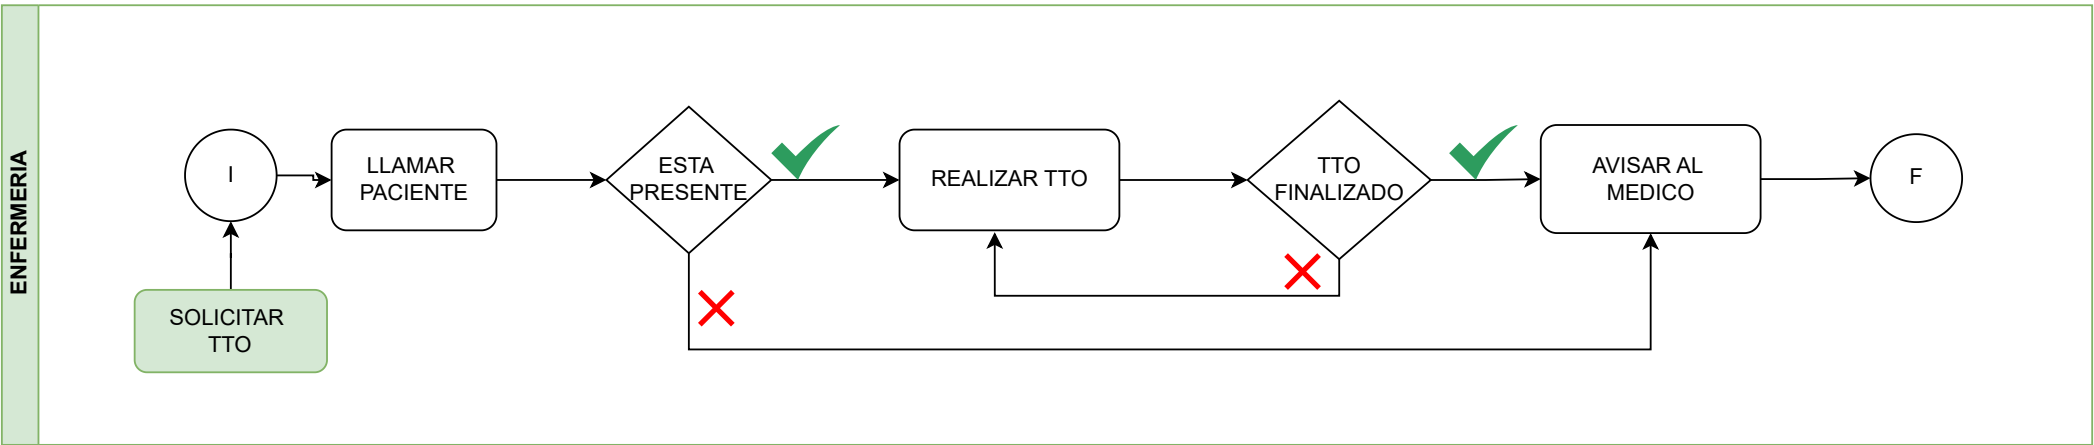 ENFERMERIA
I
LLAMAR
PACIENTE
ESTA
PRESENTE
REALIZAR TTO
TTO
FINALIZADO
AVISAR AL
MEDICO
F
SOLICITAR
TTO